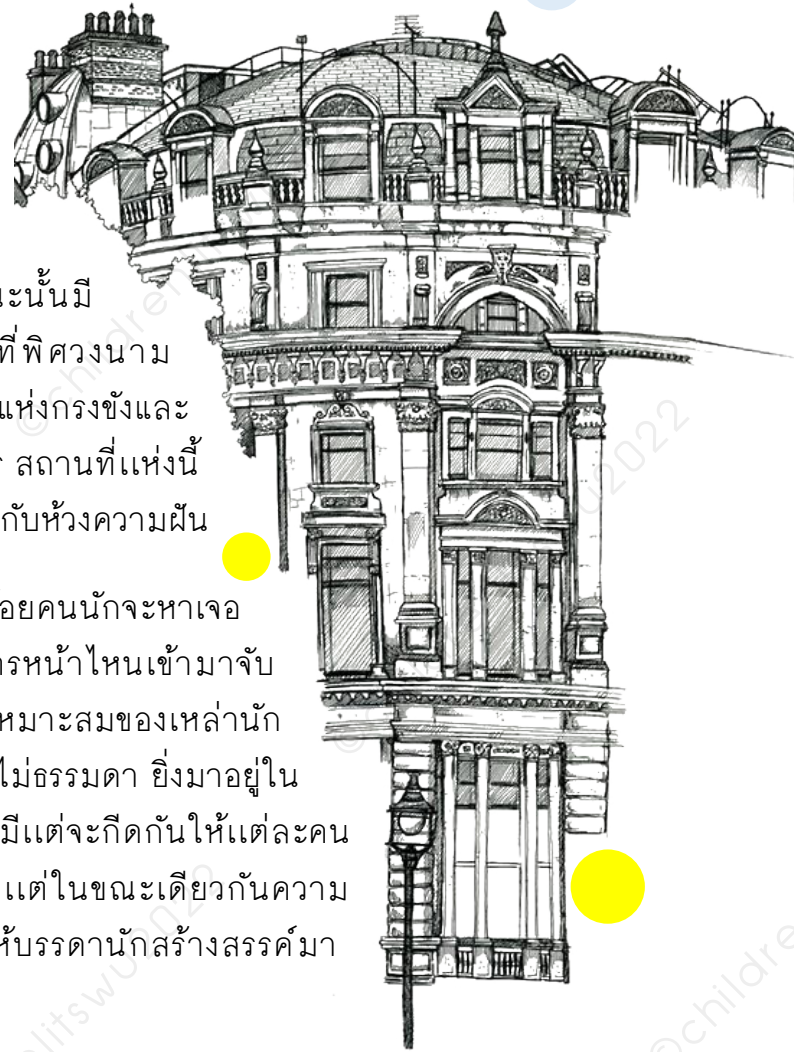 ะนั้นมี
ที่พิศวงนาม
แห่งกรงขังและ
สถานที่แห่งนี้
กับห้วงความฝัน
อยคนนักจะหาเจอ
ารหน้าไหนเข้ามาจับ
หมาะสมของเหล่านัก
ไม่ธรรมดา ยิ่งมาอยู่ใน
มีแต่จะกีดกันให้แต่ละคน
แต่ในขณะเดียวกันความ
ห้บรรดานักสร้างสรรค์มา